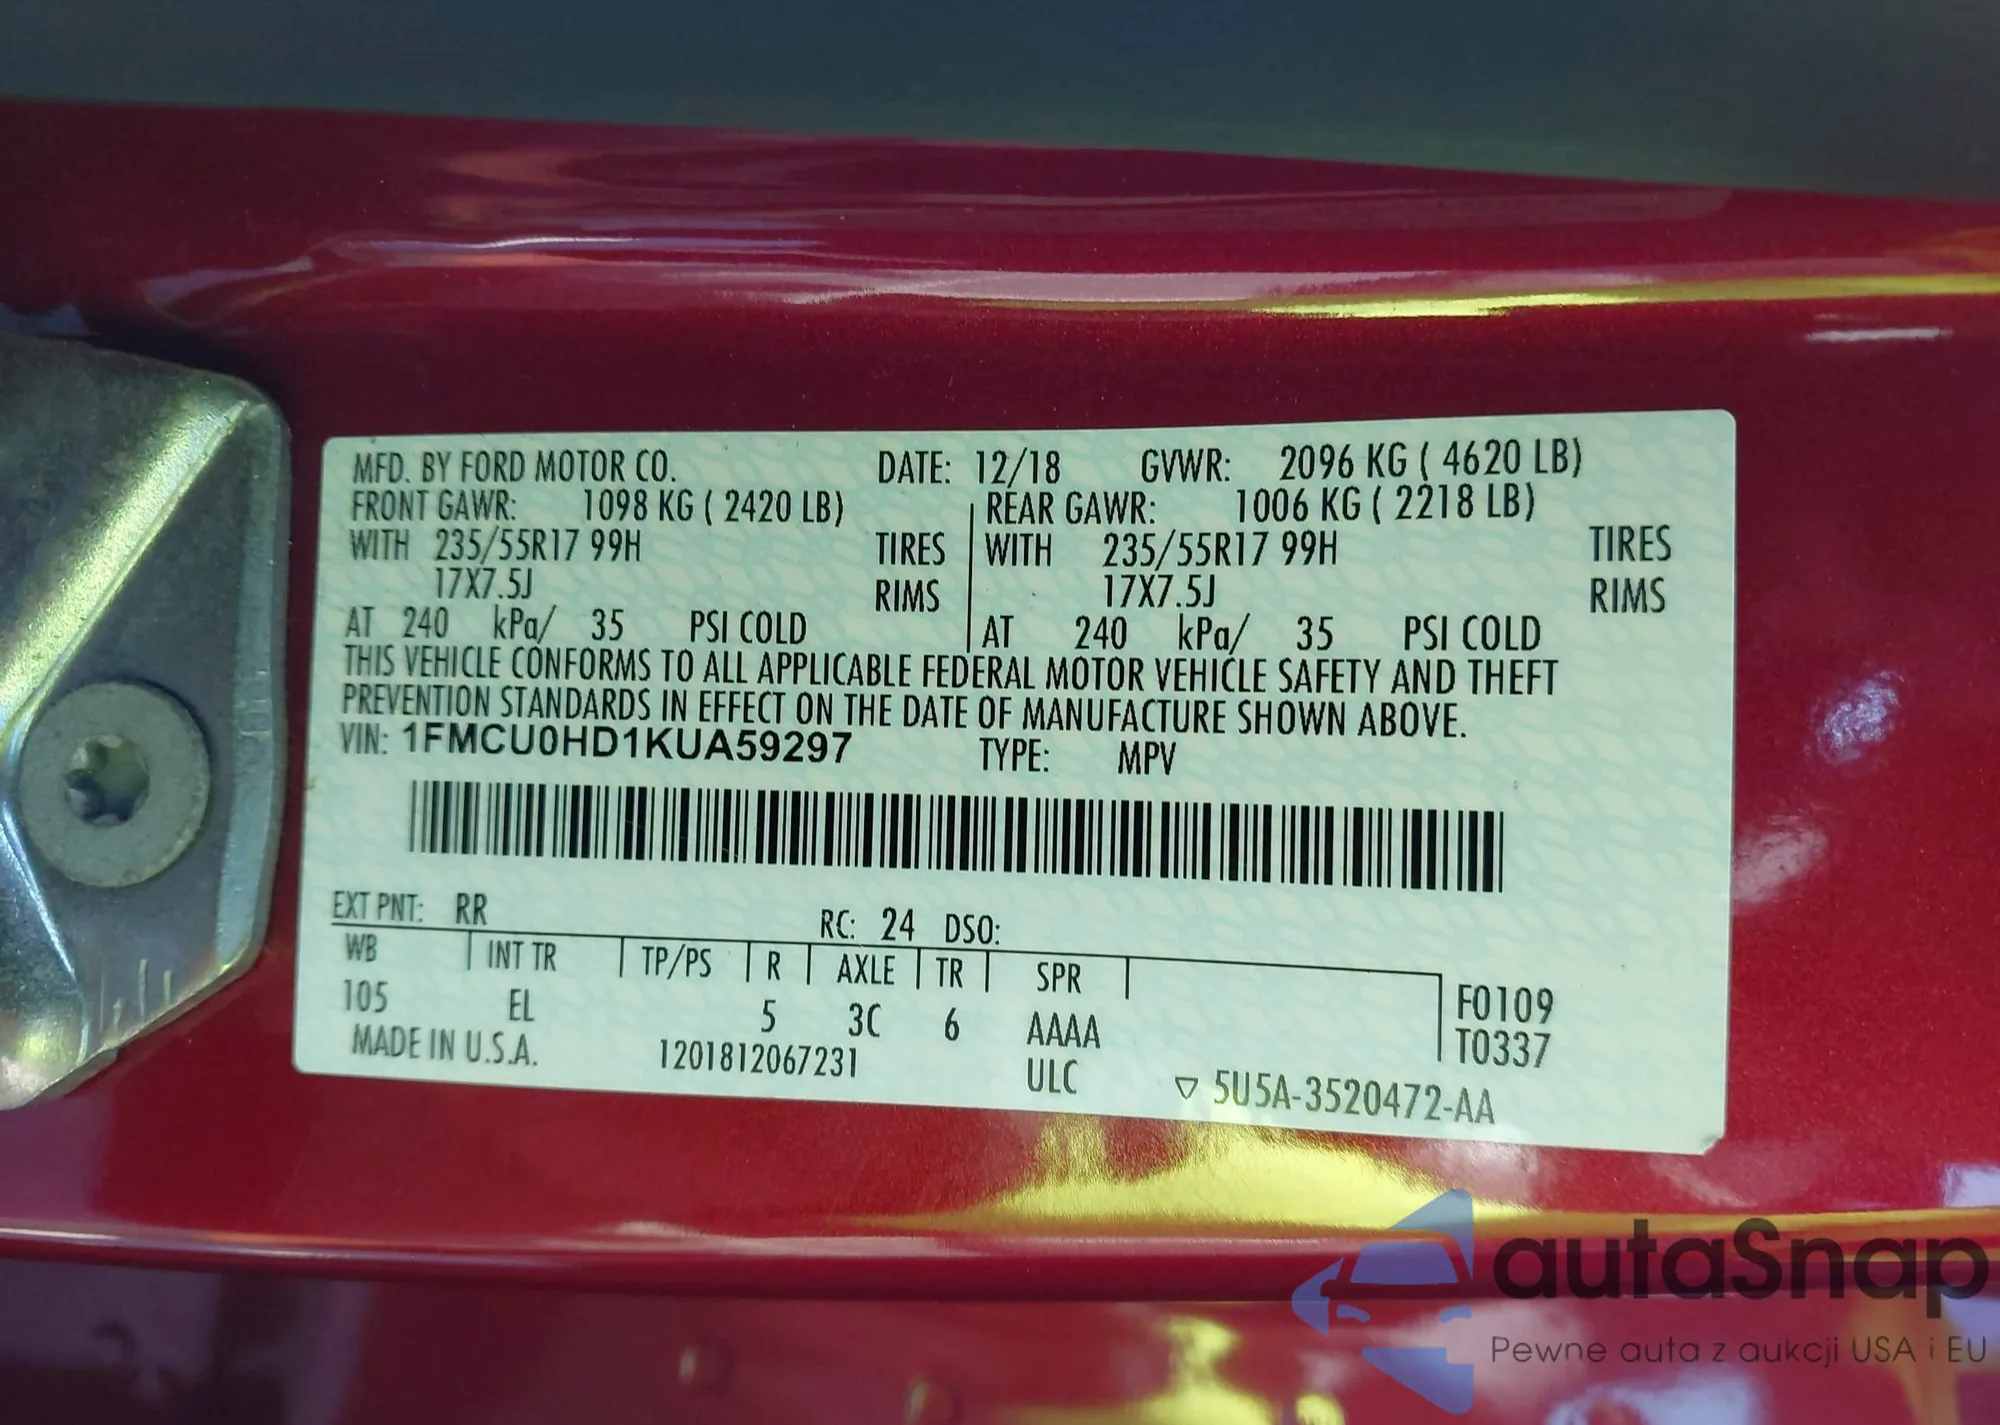 MFD. BY FORD MOTOR CO. DATE: 12/18 GVWR: 2096 KG ( 4620 LB)
FRONT GAWR: 1098 KG ( 2420 LB) REAR GAWR: 1006 KG ( 2218 LB)
WITH 235/55R17 99H TIRES WITH 235/55R17 99H TIRES
17X7.5J RIMS 17X7.5J RIMS
AT 240 kPa/ 35 PSI COLD AT 240 kPa/ 35 PSI COLD
THIS VEHICLE CONFORMS TO ALL APPLICABLE FEDERAL MOTOR VEHICLE SAFETY AND THEFT
PREVENTION STANDARDS IN EFFECT ON THE DATE OF MANUFACTURE SHOWN ABOVE.
VIN: 1FMCU0HD1KUA59297 TYPE: MPV
EXT PNT: RR RC: 24 DSO:
WB INT TR TP/PS R AXLE TR SPR
105 EL 5 3C 6 AAAA F0109
T0337
MADE IN U.S.A. 1201812067231 ULC ▽ 5U5A-3520472-AA
autaSnap
Pewne auta z aukcji USA i EU